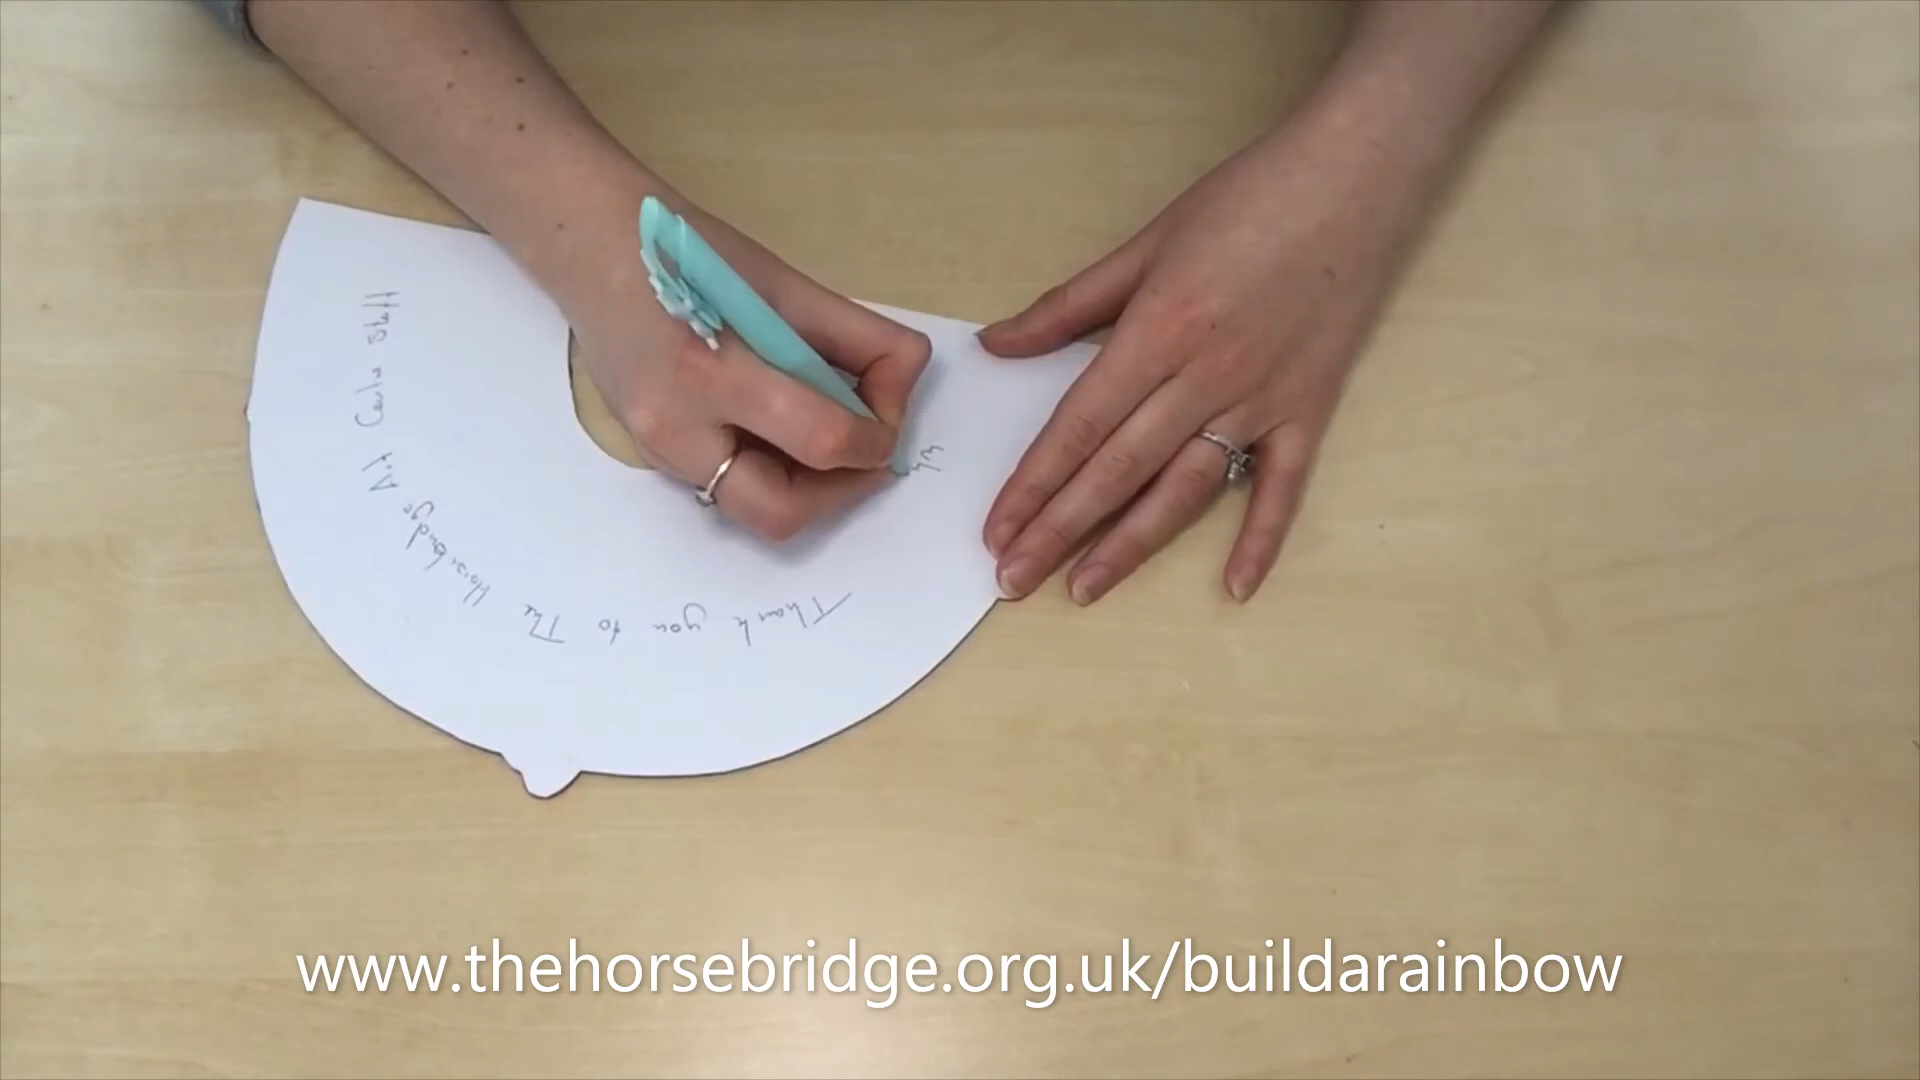 Thank you to The Horsebridge Art Centre staff
www.thehorsebridge.org.uk/buildarainbow